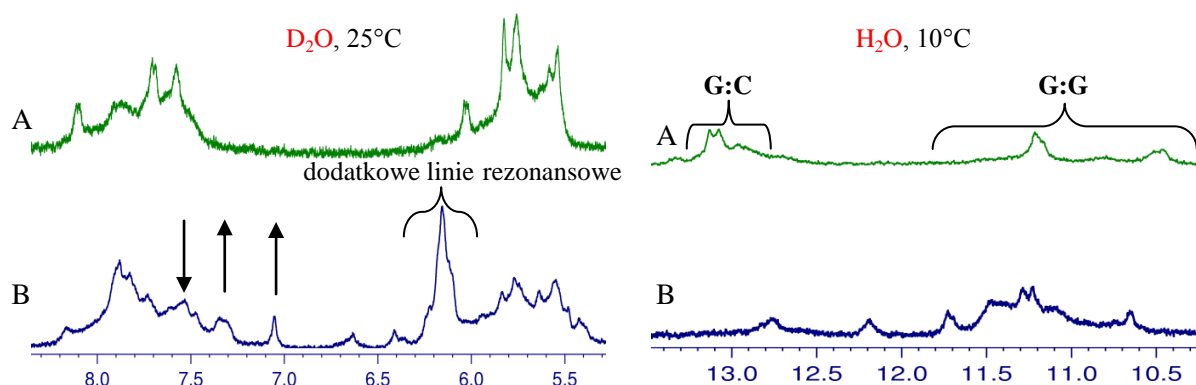 D₂O, 25°C
H₂O, 10°C
G:C
G:G
A
A
dodatkowe linie rezonansowe
B
B
8.0 7.5 7.0 6.5 6.0 5.5
13.0 12.5 12.0 11.5 11.0 10.5